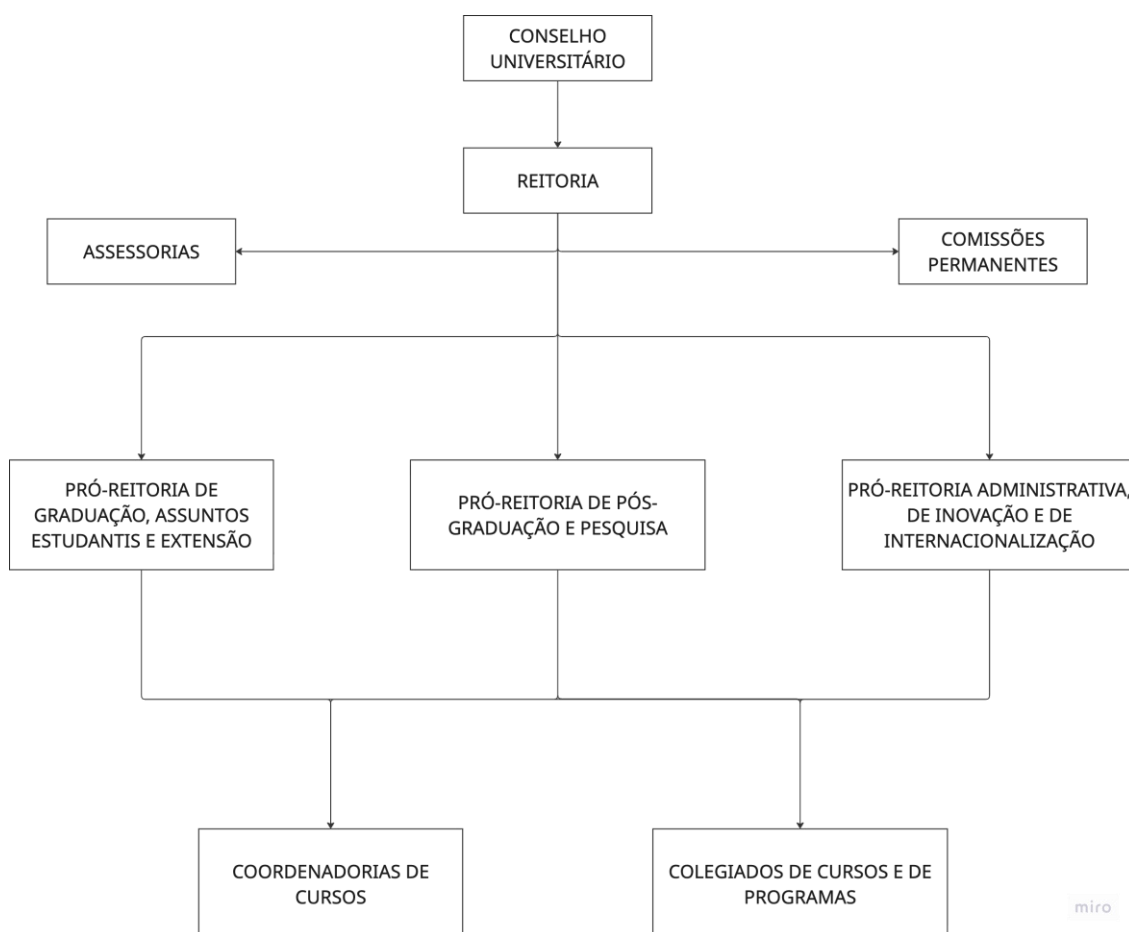 CONSELHO
UNIVERSITÁRIO
REITORIA
ASSESSORIAS
COMISSÕES
PERMANENTES
PRÓ-REITORIA DE
GRADUAÇÃO, ASSUNTOS
ESTUDANTIS E EXTENSÃO
PRÓ-REITORIA DE PÓS-
GRADUAÇÃO E PESQUISA
PRÓ-REITORIA ADMINISTRATIVA,
DE INOVAÇÃO E DE
INTERNACIONALIZAÇÃO
COORDENADORIAS DE
CURSOS
COLEGIADOS DE CURSOS E DE
PROGRAMAS
miro